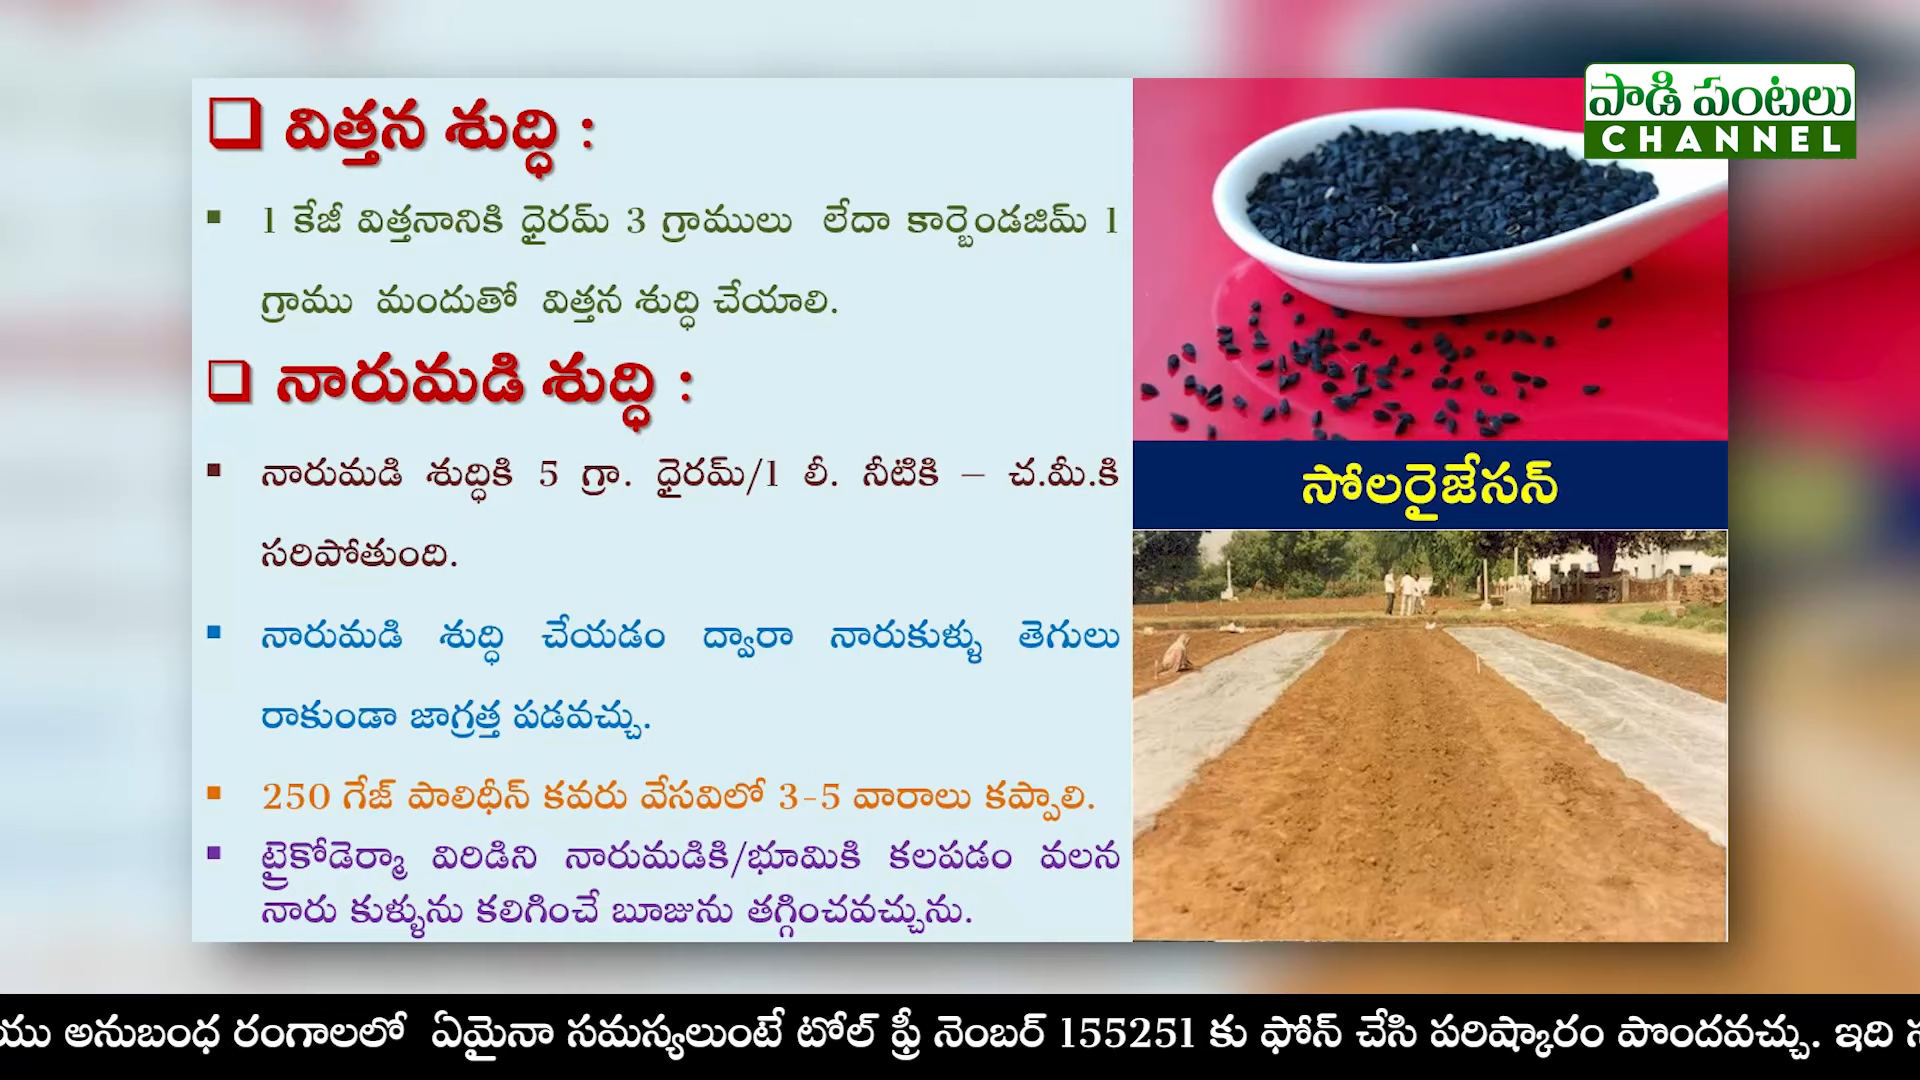 పాడి పంటలు
CHANNEL
విత్తన శుద్ధి :
1 కేజీ విత్తనానికి థైరమ్ 3 గ్రాములు లేదా కార్బెండజిమ్ 1
గ్రాము మందుతో విత్తన శుద్ధి చేయాలి.
నారుమడి శుద్ధి :
నారుమడి శుద్ధికి 5 గ్రా. థైరమ్/1 లీ. నీటికి – చ.మీ.కి
సరిపోతుంది.
నారుమడి శుద్ధి చేయడం ద్వారా నారుకుళ్ళు తెగులు
రాకుండా జాగ్రత్త పడవచ్చు.
250 గేజ్ పాలిథీన్ కవరు వేసవిలో 3-5 వారాలు కప్పాలి.
ట్రైకోడెర్మా విరిడిని నారుమడికి/భూమికి కలపడం వలన
నారు కుళ్ళును కలిగించే బూజును తగ్గించవచ్చును.
సోలరైజేసన్
అనుబంధ రంగాలలో ఏమైనా సమస్యలుంటే టోల్ ఫ్రీ నెంబర్ 155251 కు ఫోన్ చేసి పరిష్కారం పొందవచ్చు. ఇది